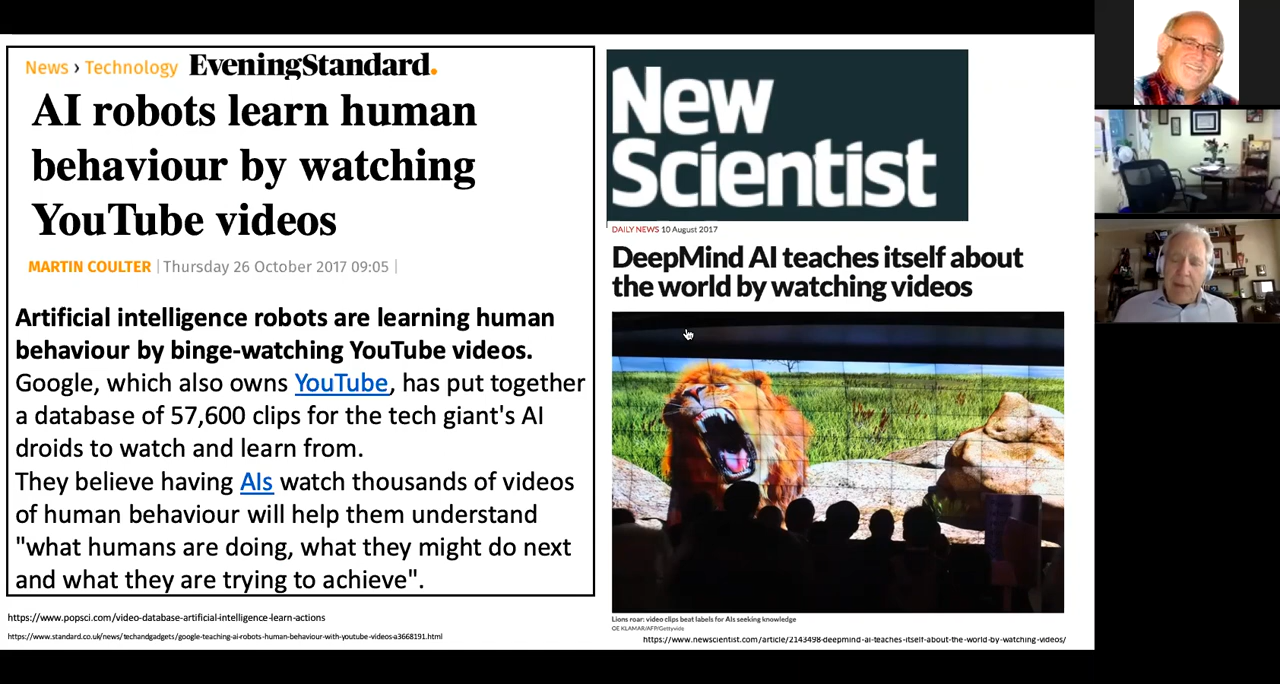 News › Technology EveningStandard.
AI robots learn human
behaviour by watching
YouTube videos
MARTIN COULTER | Thursday 26 October 2017 09:05 |
Artificial intelligence robots are learning human
behaviour by binge-watching YouTube videos.
Google, which also owns YouTube, has put together
a database of 57,600 clips for the tech giant's AI
droids to watch and learn from.
They believe having AIs watch thousands of videos
of human behaviour will help them understand
"what humans are doing, what they might do next
and what they are trying to achieve".
https://www.popsci.com/video-database-artificial-intelligence-learn-actions
https://www.standard.co.uk/news/techandgadgets/google-teaching-ai-robots-human-behaviour-with-youtube-videos-a3668191.html
New
Scientist
DAILY NEWS 10 August 2017
DeepMind AI teaches itself about
the world by watching videos
Lions roar: video clips beat labels for AIs seeking knowledge
OE KLAMAR/AFP/Gettyvide
https://www.newscientist.com/article/2143498-deepmind-ai-teaches-itself-about-the-world-by-watching-videos/